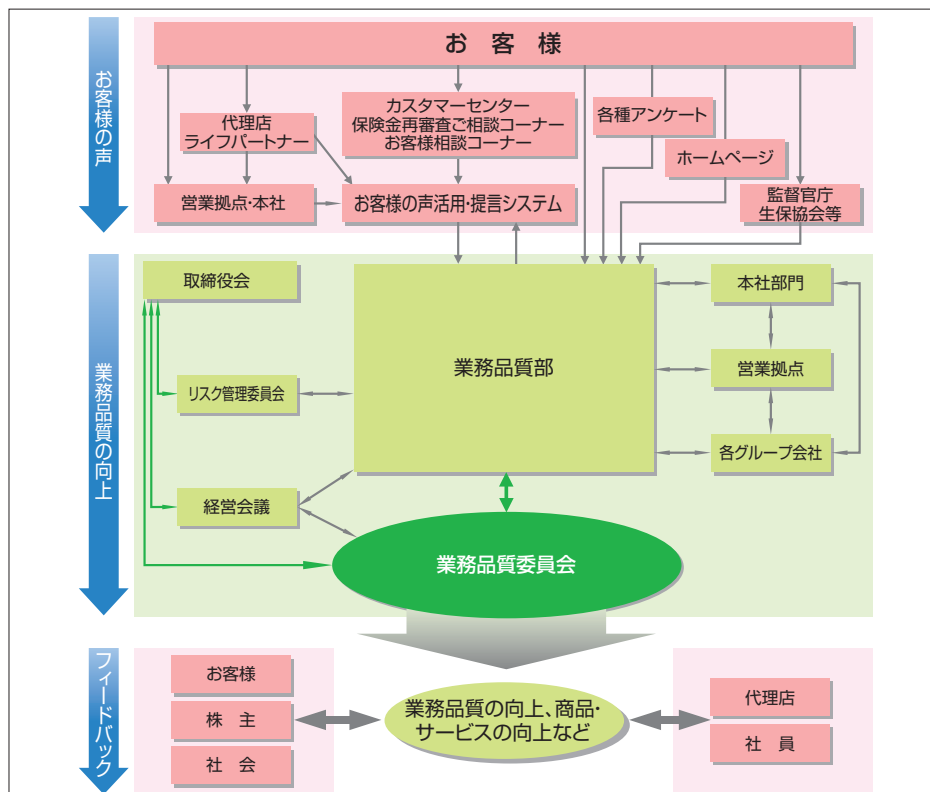 お客様の声
お 客 様
代理店
ライフパートナー
カスタマーセンター
保険金再審査ご相談コーナー
お客様相談コーナー
各種アンケート
ホームページ
営業拠点・本社
お客様の声活用・提言システム
監督官庁
生保協会等
業務品質の向上
取締役会
業務品質部
本社部門
営業拠点
リスク管理委員会
各グループ会社
経営会議
業務品質委員会
フィードバック
お客様
株 主
社 会
業務品質の向上、商品・
サービスの向上など
代理店
社 員